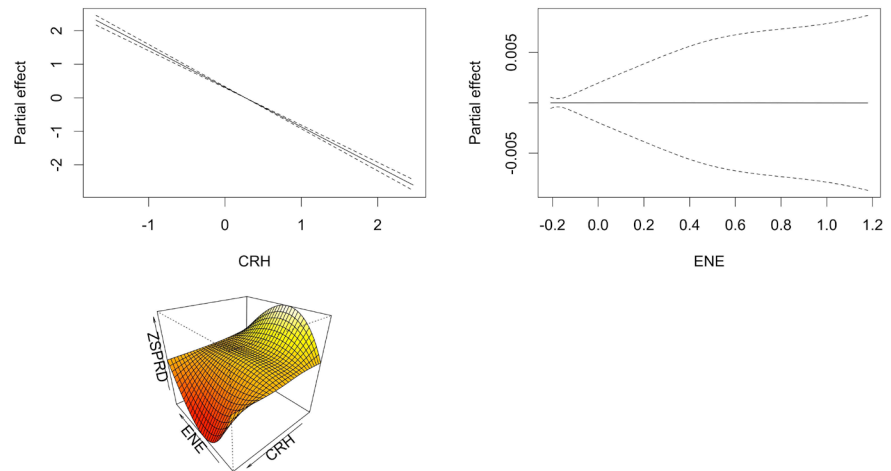 Partial effect
2
1
0
-1
-2
-1 0 1 2
CRH
Partial effect
0.005
-0.005
-0.2 0.0 0.2 0.4 0.6 0.8 1.0 1.2
ENE
ZSPRD
ENE
CRH